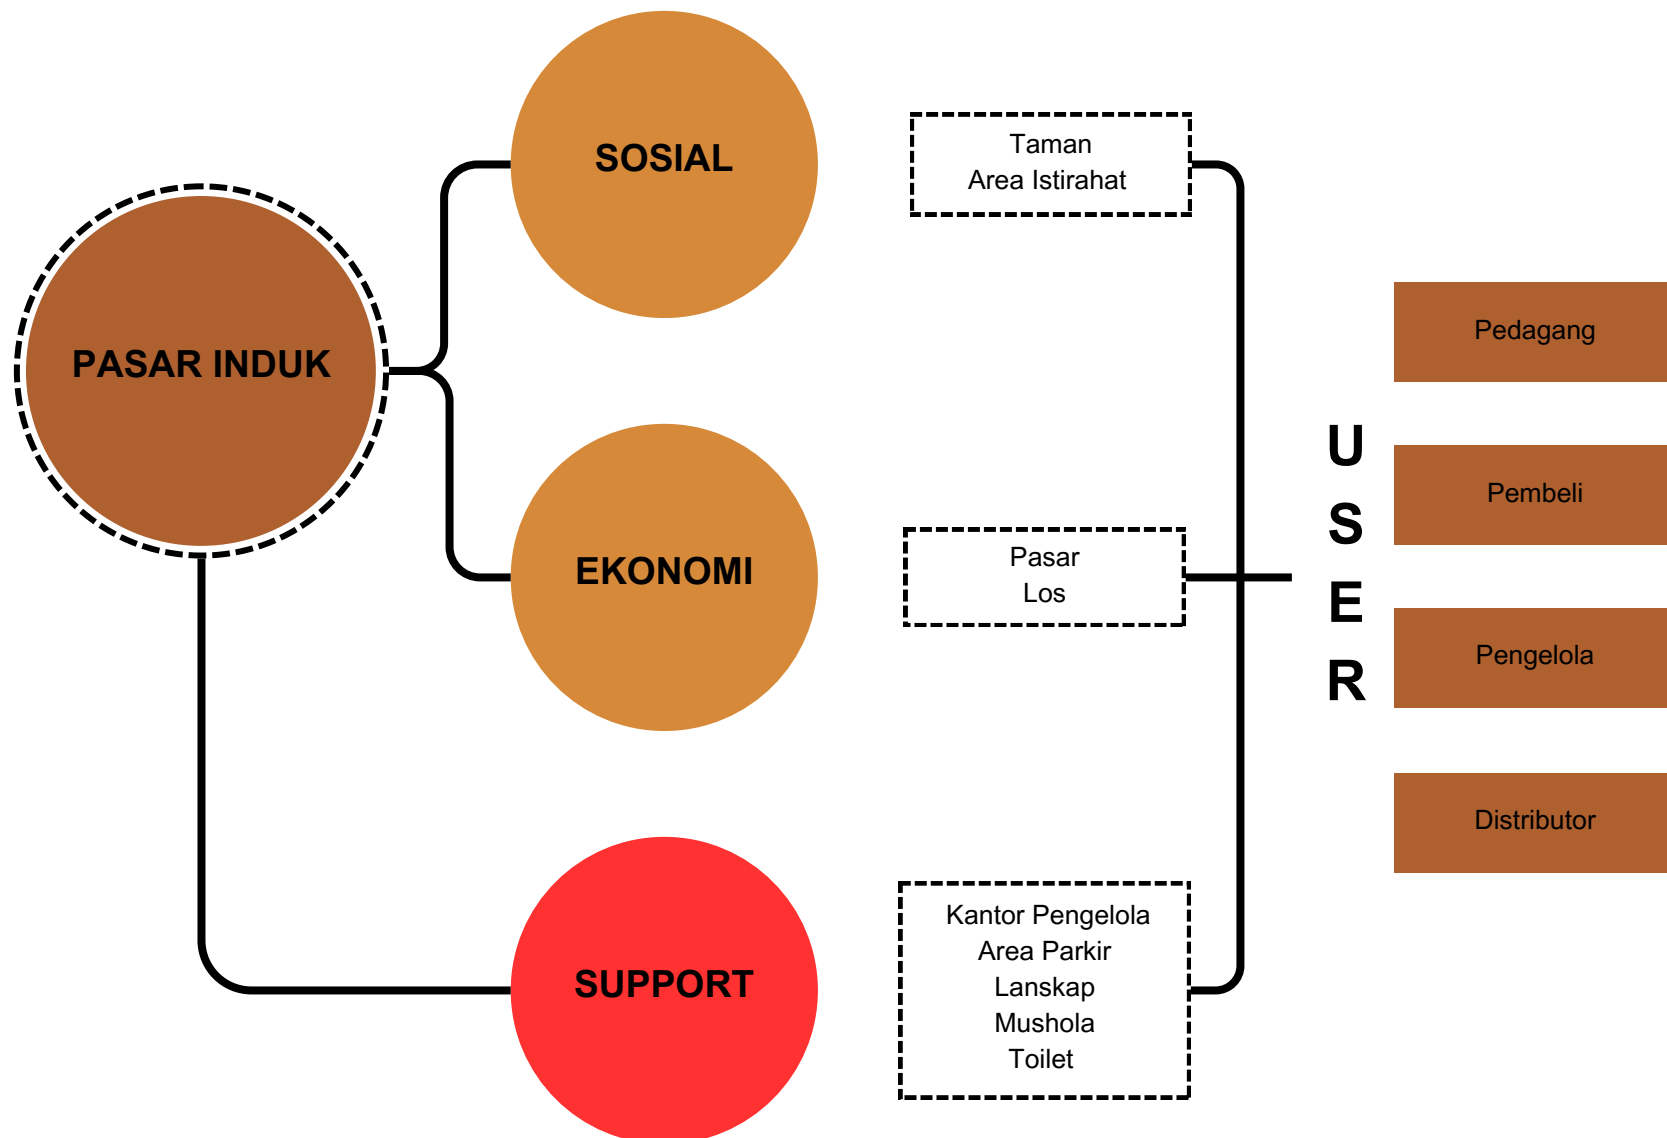 PASAR INDUK
SOSIAL
EKONOMI
SUPPORT
Taman
Area Istirahat
Pasar
Los
Kantor Pengelola
Area Parkir
Lanskap
Mushola
Toilet
U
S
E
R
Pedagang
Pembeli
Pengelola
Distributor